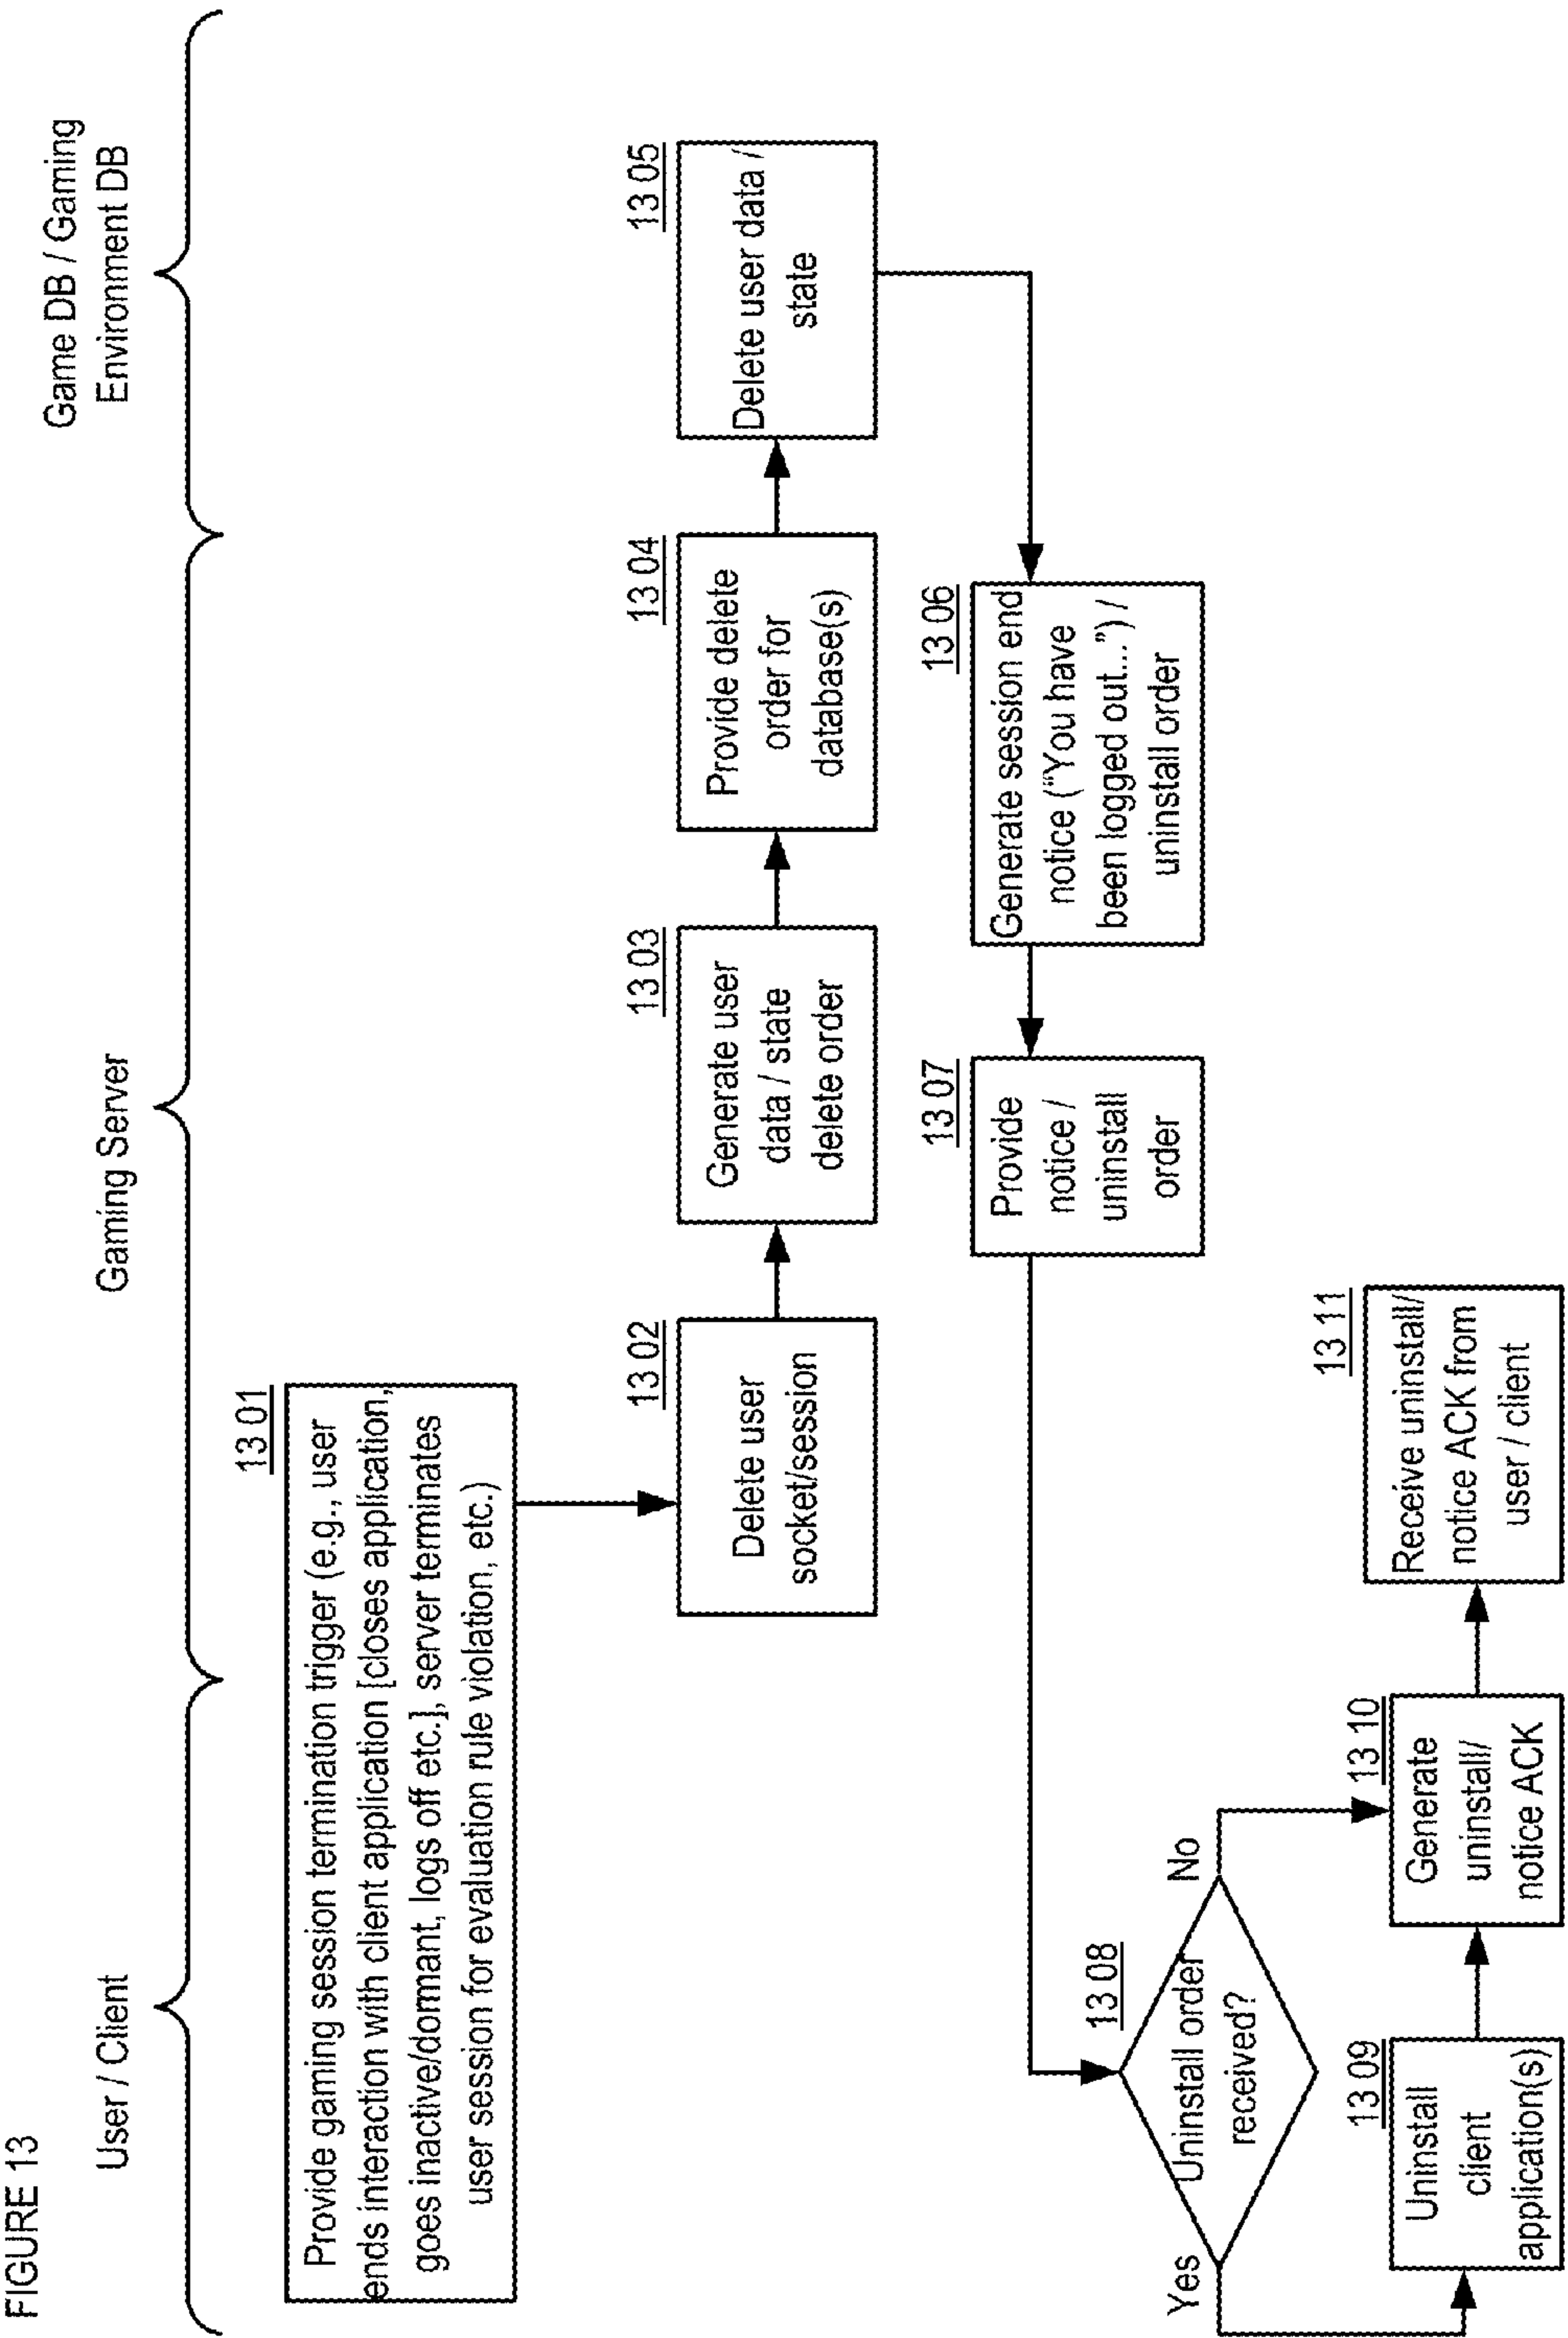 FIGURE 13
User / Client
Gaming Server
Game DB / Gaming
Environment DB
13 01
Provide gaming session termination trigger (e.g., user
ends interaction with client application [closes application,
goes inactive/domant, logs off etc.], server terminates
user session for evaluation rule violation, etc.)
13 02
Delete user
socket/session
13 03
Generate user
data / state
delete order
13 04
Provide delete
order for
database(s)
13 05
Delete user data /
state
13 06
Generate session end
notice (“You have
been logged out...”) /
uninstall order
13 07
Provide
notice /
uninstall
order
13 08
Uninstall order
received?
Yes
No
13 09
Uninstall
client
application(s)
13 10
Generate
uninstall/
notice ACK
13 11
Receive uninstall/
notice ACK from
user / client